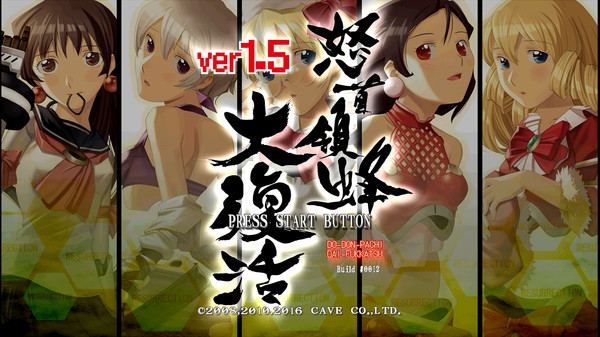 ver1.5
怒首領蜂
大復活
PRESS START BUTTON
DO-DON-PACHI
DAI-FUKKATSU
Build #0012
©2008,2010,2016 CAVE CO.,LTD.
RESURRECTION